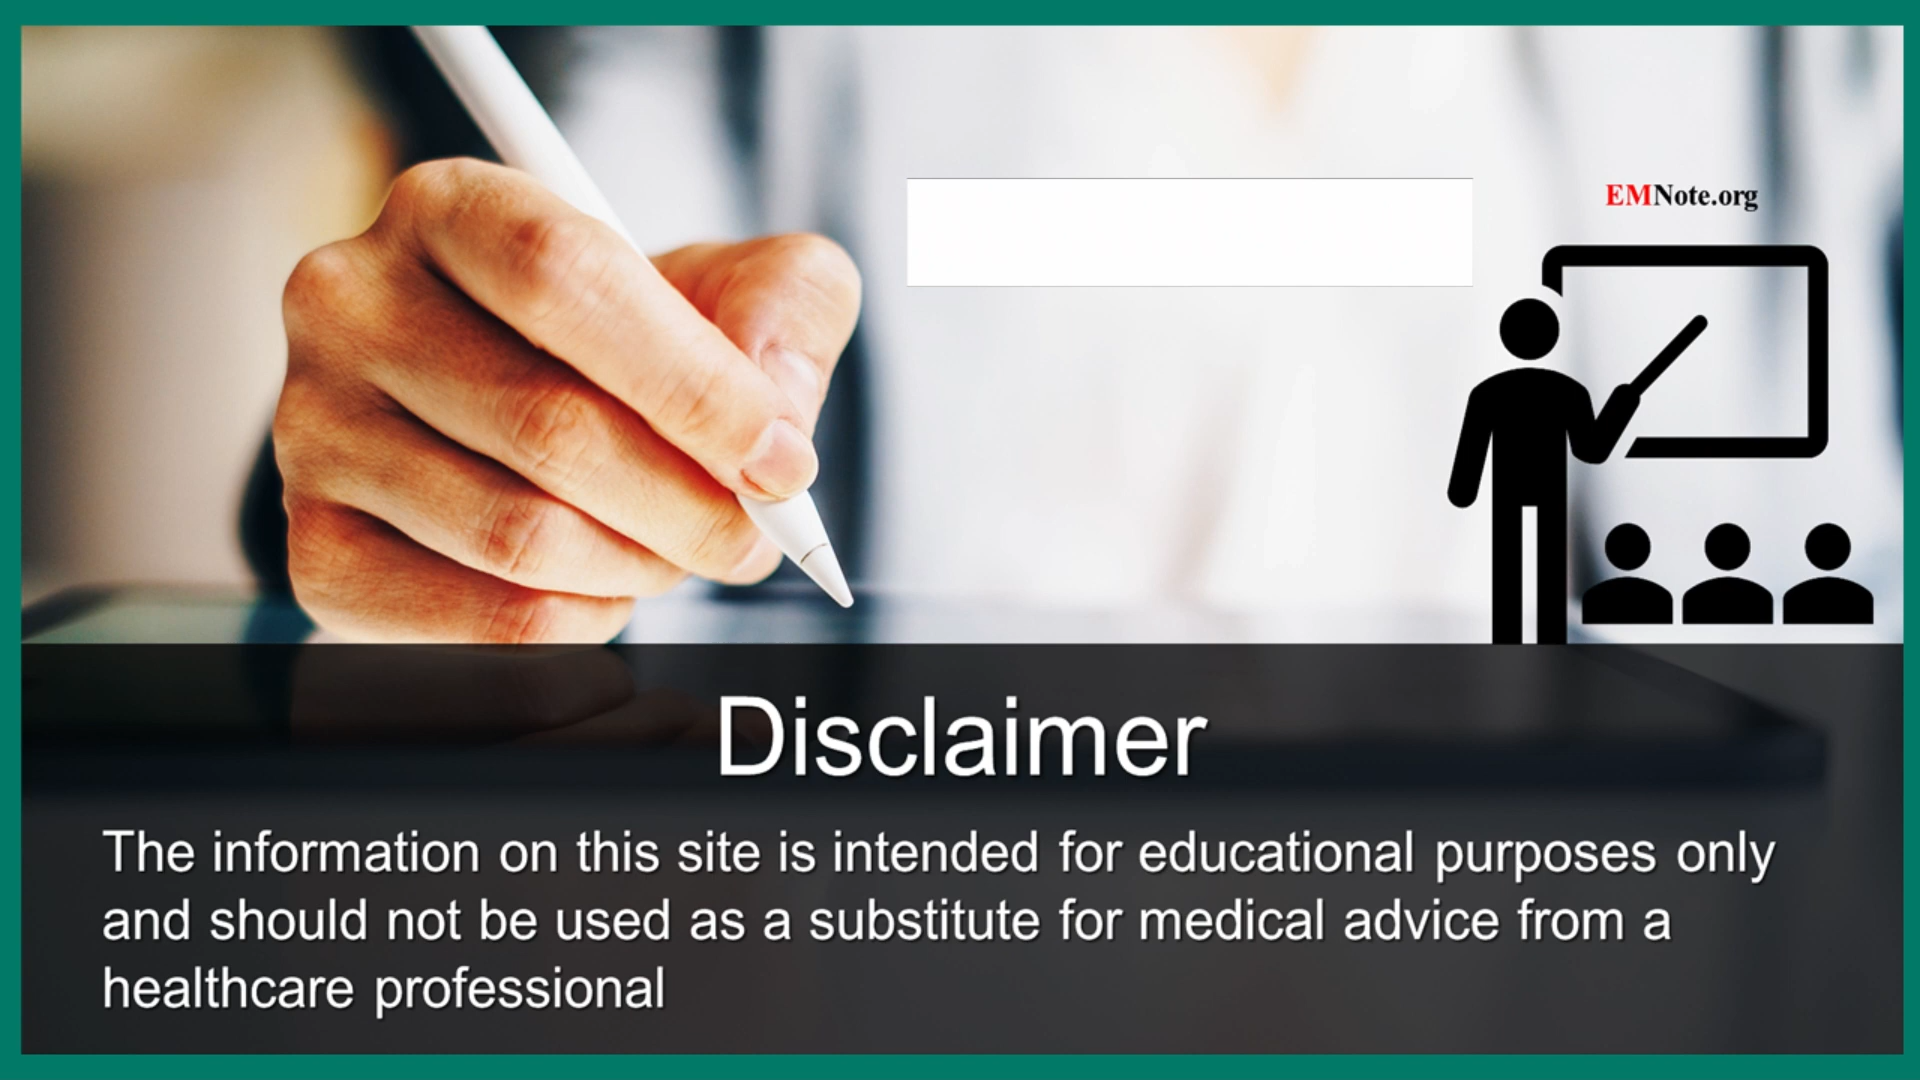 EMNote.org
Disclaimer
The information on this site is intended for educational purposes only
and should not be used as a substitute for medical advice from a
healthcare professional